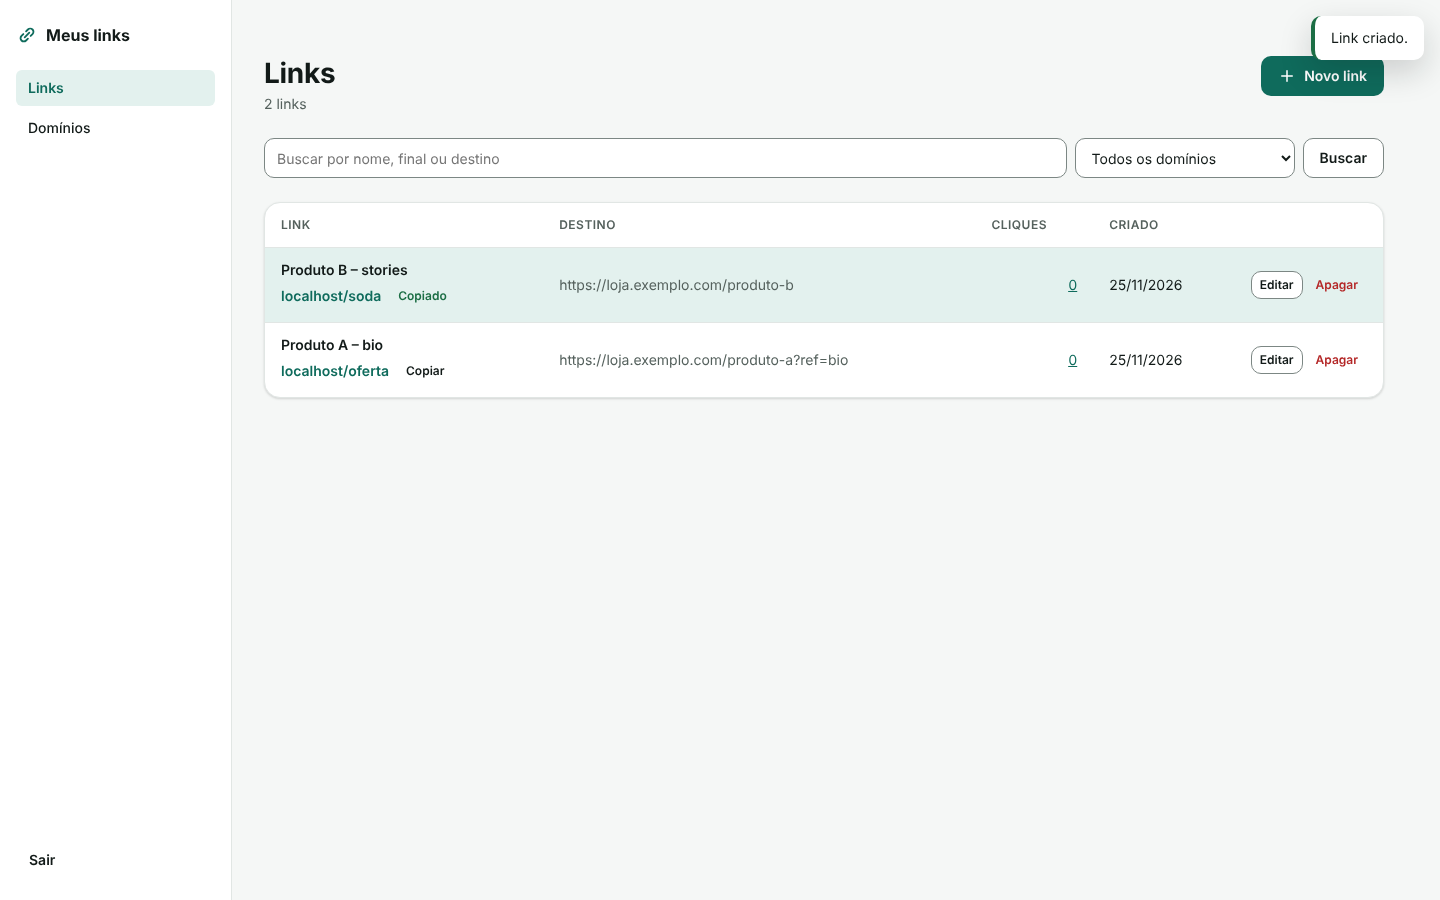 Meus links
Links
Domínios
Sair
Link criado.
Links
2 links
Novo link
Buscar por nome, final ou destino
Todos os domínios
Buscar
LINK DESTINO CLIQUES CRIADO
Produto B – stories
localhost/soda Copiado
https://loja.exemplo.com/produto-b 0 25/11/2026 Editar Apagar
Produto A – bio
localhost/oferta Copiar
https://loja.exemplo.com/produto-a?ref=bio 0 25/11/2026 Editar Apagar